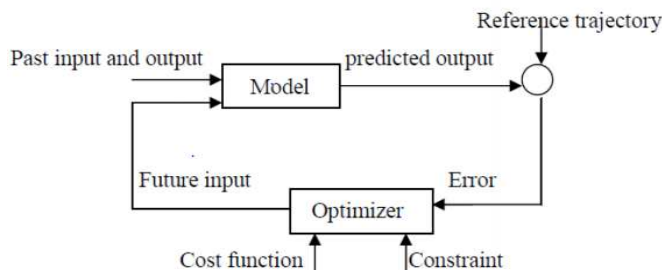 Reference trajectory
Past input and output
predicted output
Model
Future input
Error
Optimizer
Cost function
Constraint